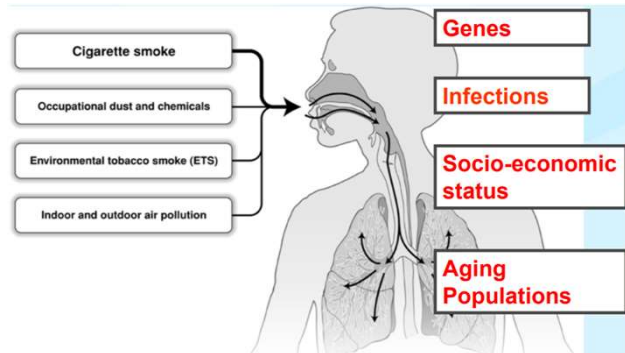 Cigarette smoke
Occupational dust and chemicals
Environmental tobacco smoke (ETS)
Indoor and outdoor air pollution
Genes
Infections
Socio-economic
status
Aging
Populations